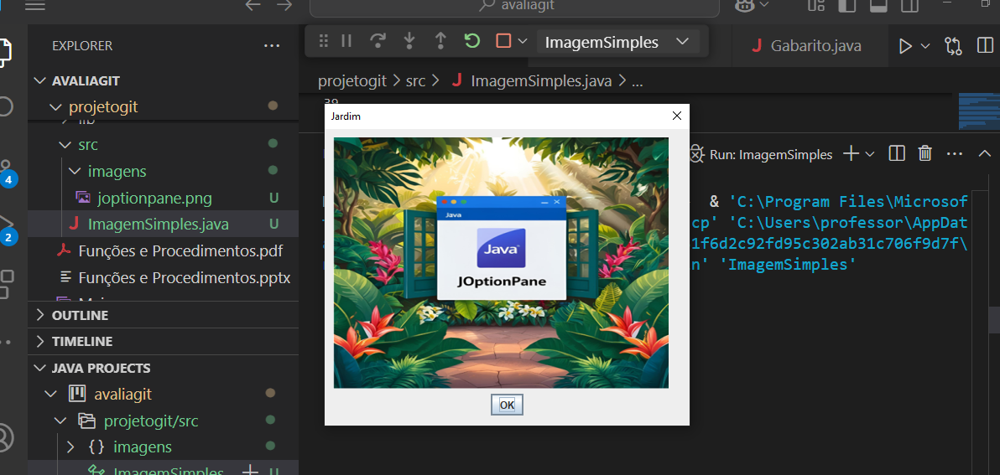 avaliagit
EXPLORER
AVALIAGIT
projetogit
lib
src
imagens
joptionpane.png U
ImagemSimples.java U
Funções e Procedimentos.pdf
Funções e Procedimentos.pptx
OUTLINE
TIMELINE
JAVA PROJECTS
avaliagit
projetogit/src
imagens
ImagemSimples U
4
2
ImagemSimples
Gabarito.java
projetogit > src > ImagemSimples.java > ...
39
Jardim
Java
Java
JOptionPane
OK
Run: ImagemSimples
& 'C:\Program Files\Microsof
cp' 'C:\Users\professor\AppDat
1f6d2c92fd95c302ab31c706f9d7f\
n' 'ImagemSimples'